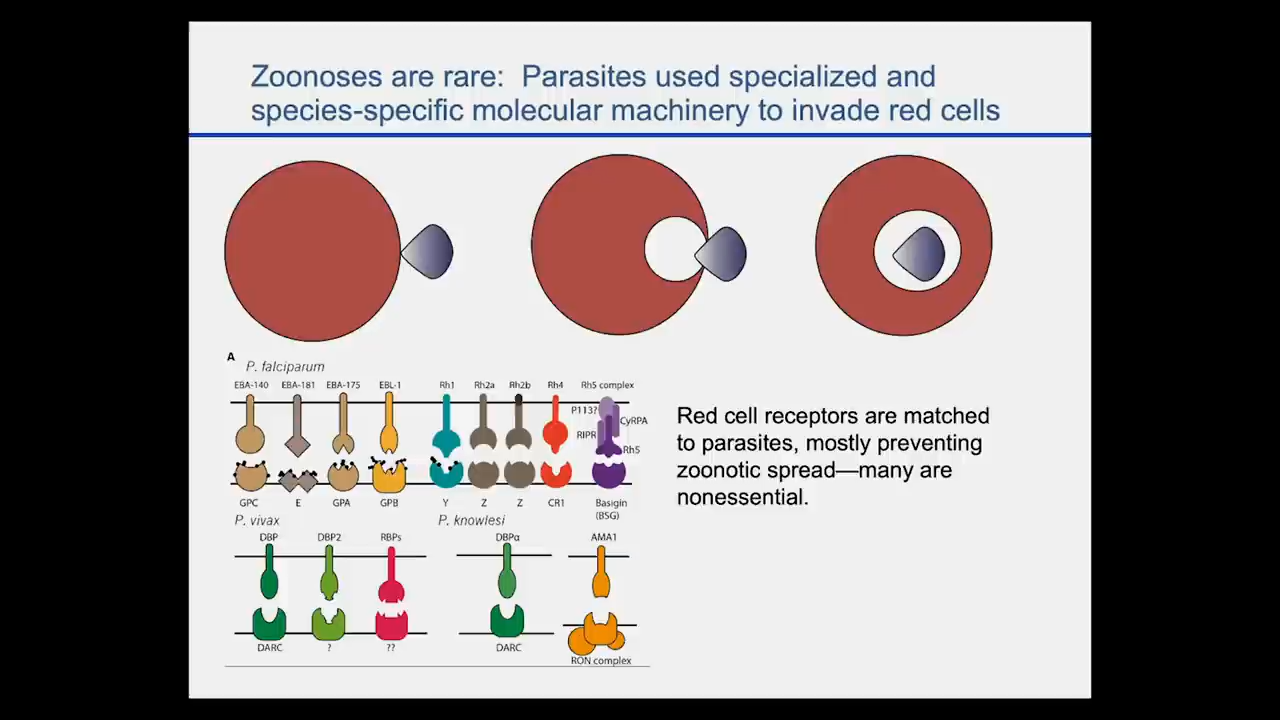 Zoonoses are rare: Parasites used specialized and
species-specific molecular machinery to invade red cells
A
P. falciparum
EBA-140 EBA-181 EBA-175 EBL-1 Rh1 Rh2a Rh2b Rh4 Rh5 complex
P113?
CyRPA
RIPR
Rh5
GPC E GPA GPB Y Z Z CR1 Basigin
(BSG)
Red cell receptors are matched
to parasites, mostly preventing
zoonotic spread—many are
nonessential.
P. vivax P. knowlesi
DBP DBP2 RBPs DBPα AMA1
DARC ? ?? DARC
RON complex